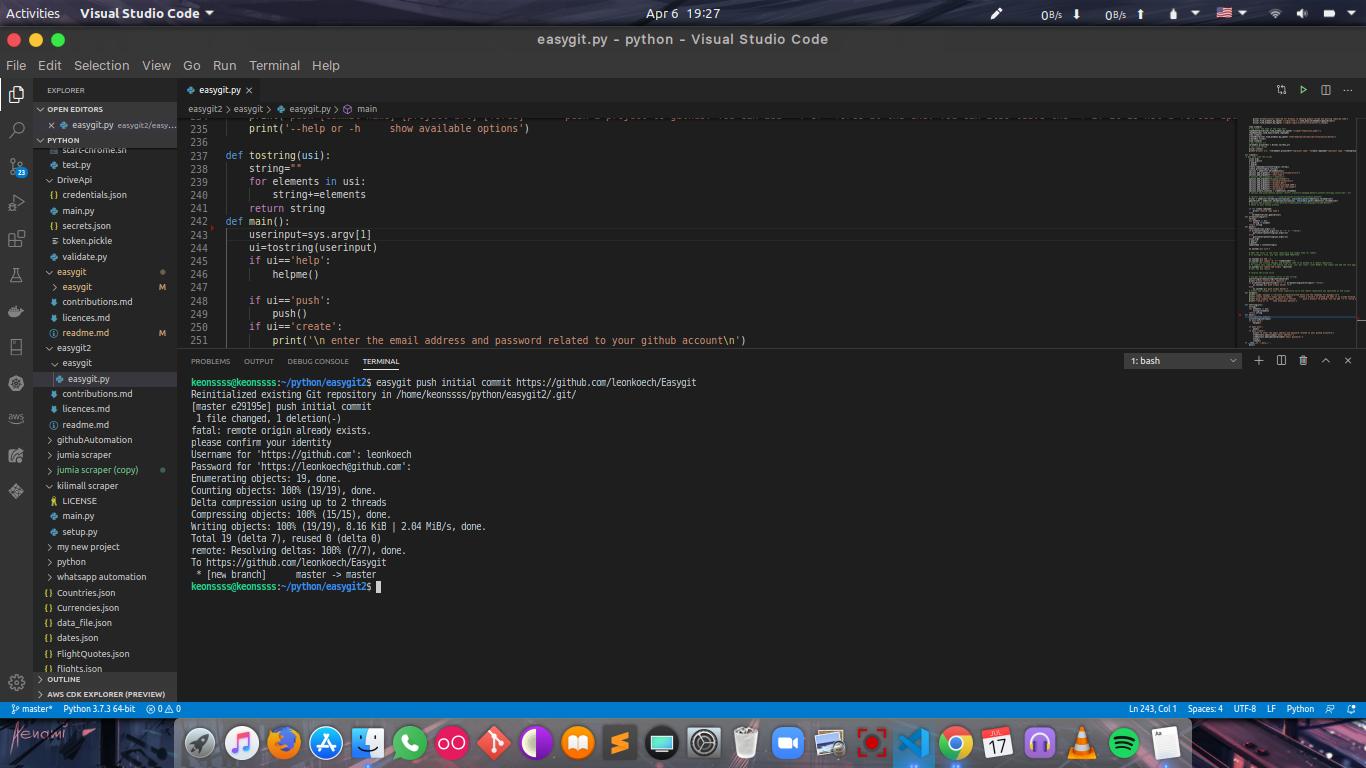 Activities
Visual Studio Code
Apr 6 19:27
0B/s
0B/s
easygit.py - python - Visual Studio Code
File Edit Selection View Go Run Terminal Help
EXPLORER
OPEN EDITORS
easygit.py easygit2/easy...
PYTHON
start-chrome.sh
test.py
DriveApi
credentials.json
main.py
secrets.json
token.pickle
validate.py
easygit
easygit M
contributions.md
licences.md
readme.md M
easygit2
easygit
easygit.py
contributions.md
licences.md
readme.md
githubAutomation
jumia scraper
jumia scraper (copy)
kilimall scraper
LICENSE
main.py
setup.py
my new project
python
whatsapp automation
Countries.json
Currencies.json
data_file.json
dates.json
FlightQuotes.json
flights.json
OUTLINE
AWS CDK EXPLORER (PREVIEW)
23
aws
easygit.py
easygit2 > easygit > easygit.py > main
235 print('--help or -h     show available options')
236
237 def tostring(usi):
238     string=""
239     for elements in usi:
240         string+=elements
241     return string
242 def main():
243     userinput=sys.argv[1]
244     ui=tostring(userinput)
245     if ui=='help':
246         helpme()
247
248     if ui=='push':
249         push()
250     if ui=='create':
251         print('\n enter the email address and password related to your github account\n')
PROBLEMS OUTPUT DEBUG CONSOLE TERMINAL
1: bash
keonssss@keonssss:~/python/easygit2$ easygit push initial commit https://github.com/leonkoech/Easygit
Reinitialized existing Git repository in /home/keonssss/python/easygit2/.git/
[master e29195e] push initial commit
1 file changed, 1 deletion(-)
fatal: remote origin already exists.
please confirm your identity
Username for 'https://github.com': leonkoech
Password for 'https://leonkoech@github.com':
Enumerating objects: 19, done.
Counting objects: 100% (19/19), done.
Delta compression using up to 2 threads
Compressing objects: 100% (15/15), done.
Writing objects: 100% (19/19), 8.16 KiB | 2.04 MiB/s, done.
Total 19 (delta 7), reused 0 (delta 0)
remote: Resolving deltas: 100% (7/7), done.
To https://github.com/leonkoech/Easygit
* [new branch]      master -> master
keonssss@keonssss:~/python/easygit2$
master* Python 3.7.3 64-bit 0 0
Ln 243, Col 1 Spaces: 4 UTF-8 LF Python
JUL
17